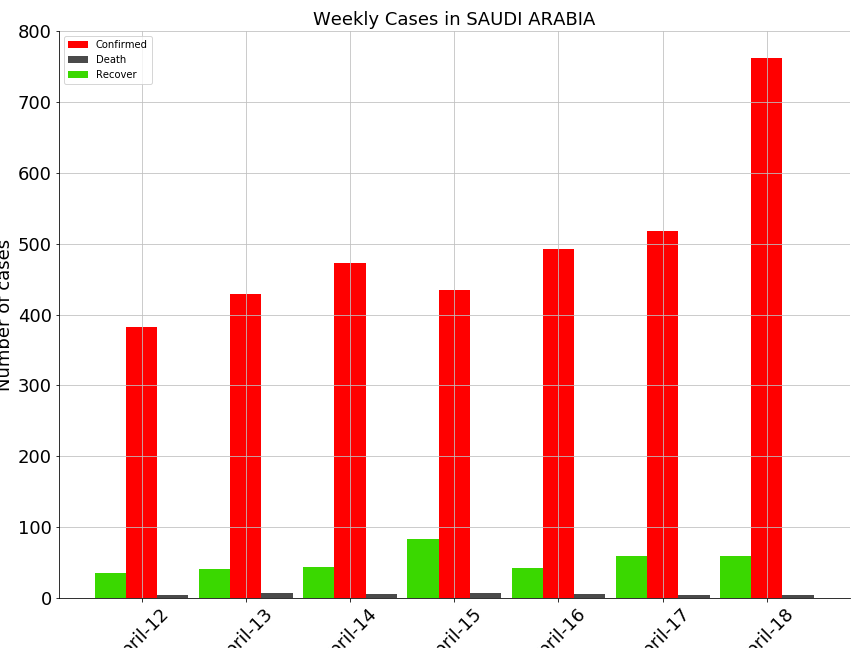 Weekly Cases in SAUDI ARABIA
Confirmed
Death
Recover
800
700
600
500
400
300
200
100
0
Number of cases
pril-12
pril-13
pril-14
pril-15
pril-16
pril-17
pril-18